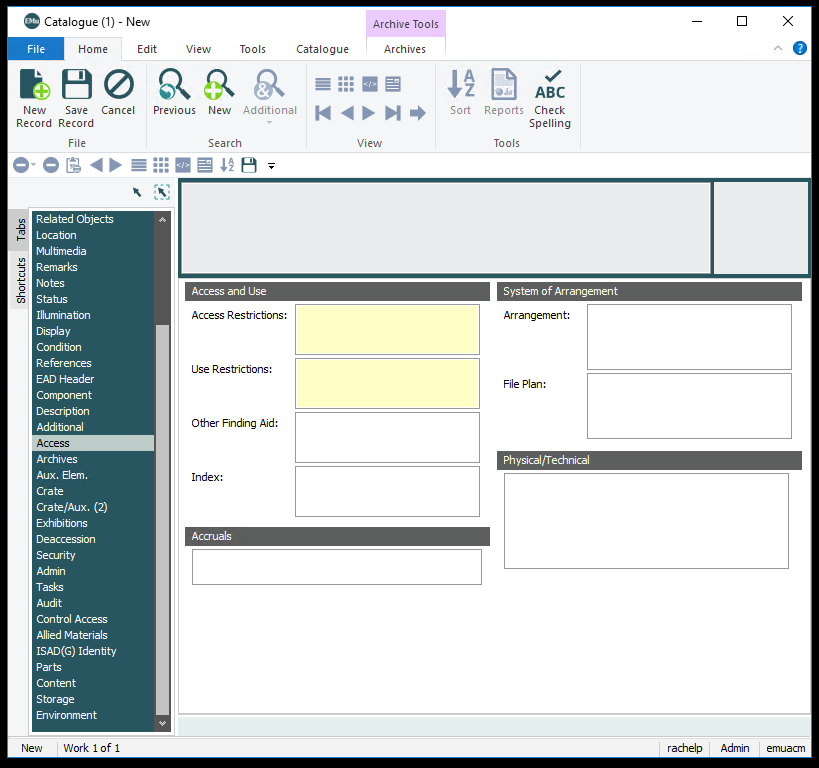 EMu Catalogue (1) - New
Archive Tools
File Home Edit View Tools Catalogue Archives ?
New Record
Save Record
Cancel
File
Previous
New
& Additional
Search
</>
View
A Z Sort
Reports
ABC Check Spelling
Tools
</> A Z
Tabs
Shortcuts
Related Objects
Location
Multimedia
Remarks
Notes
Status
Illumination
Display
Condition
References
EAD Header
Component
Description
Additional
Access
Archives
Aux. Elem.
Crate
Crate/Aux. (2)
Exhibitions
Deaccession
Security
Admin
Tasks
Audit
Control Access
Allied Materials
ISAD(G) Identity
Parts
Content
Storage
Environment
Access and Use
Access Restrictions:
Use Restrictions:
Other Finding Aid:
Index:
Accruals
System of Arrangement
Arrangement:
File Plan:
Physical/Technical
New Work 1 of 1 rachelp Admin emuacm